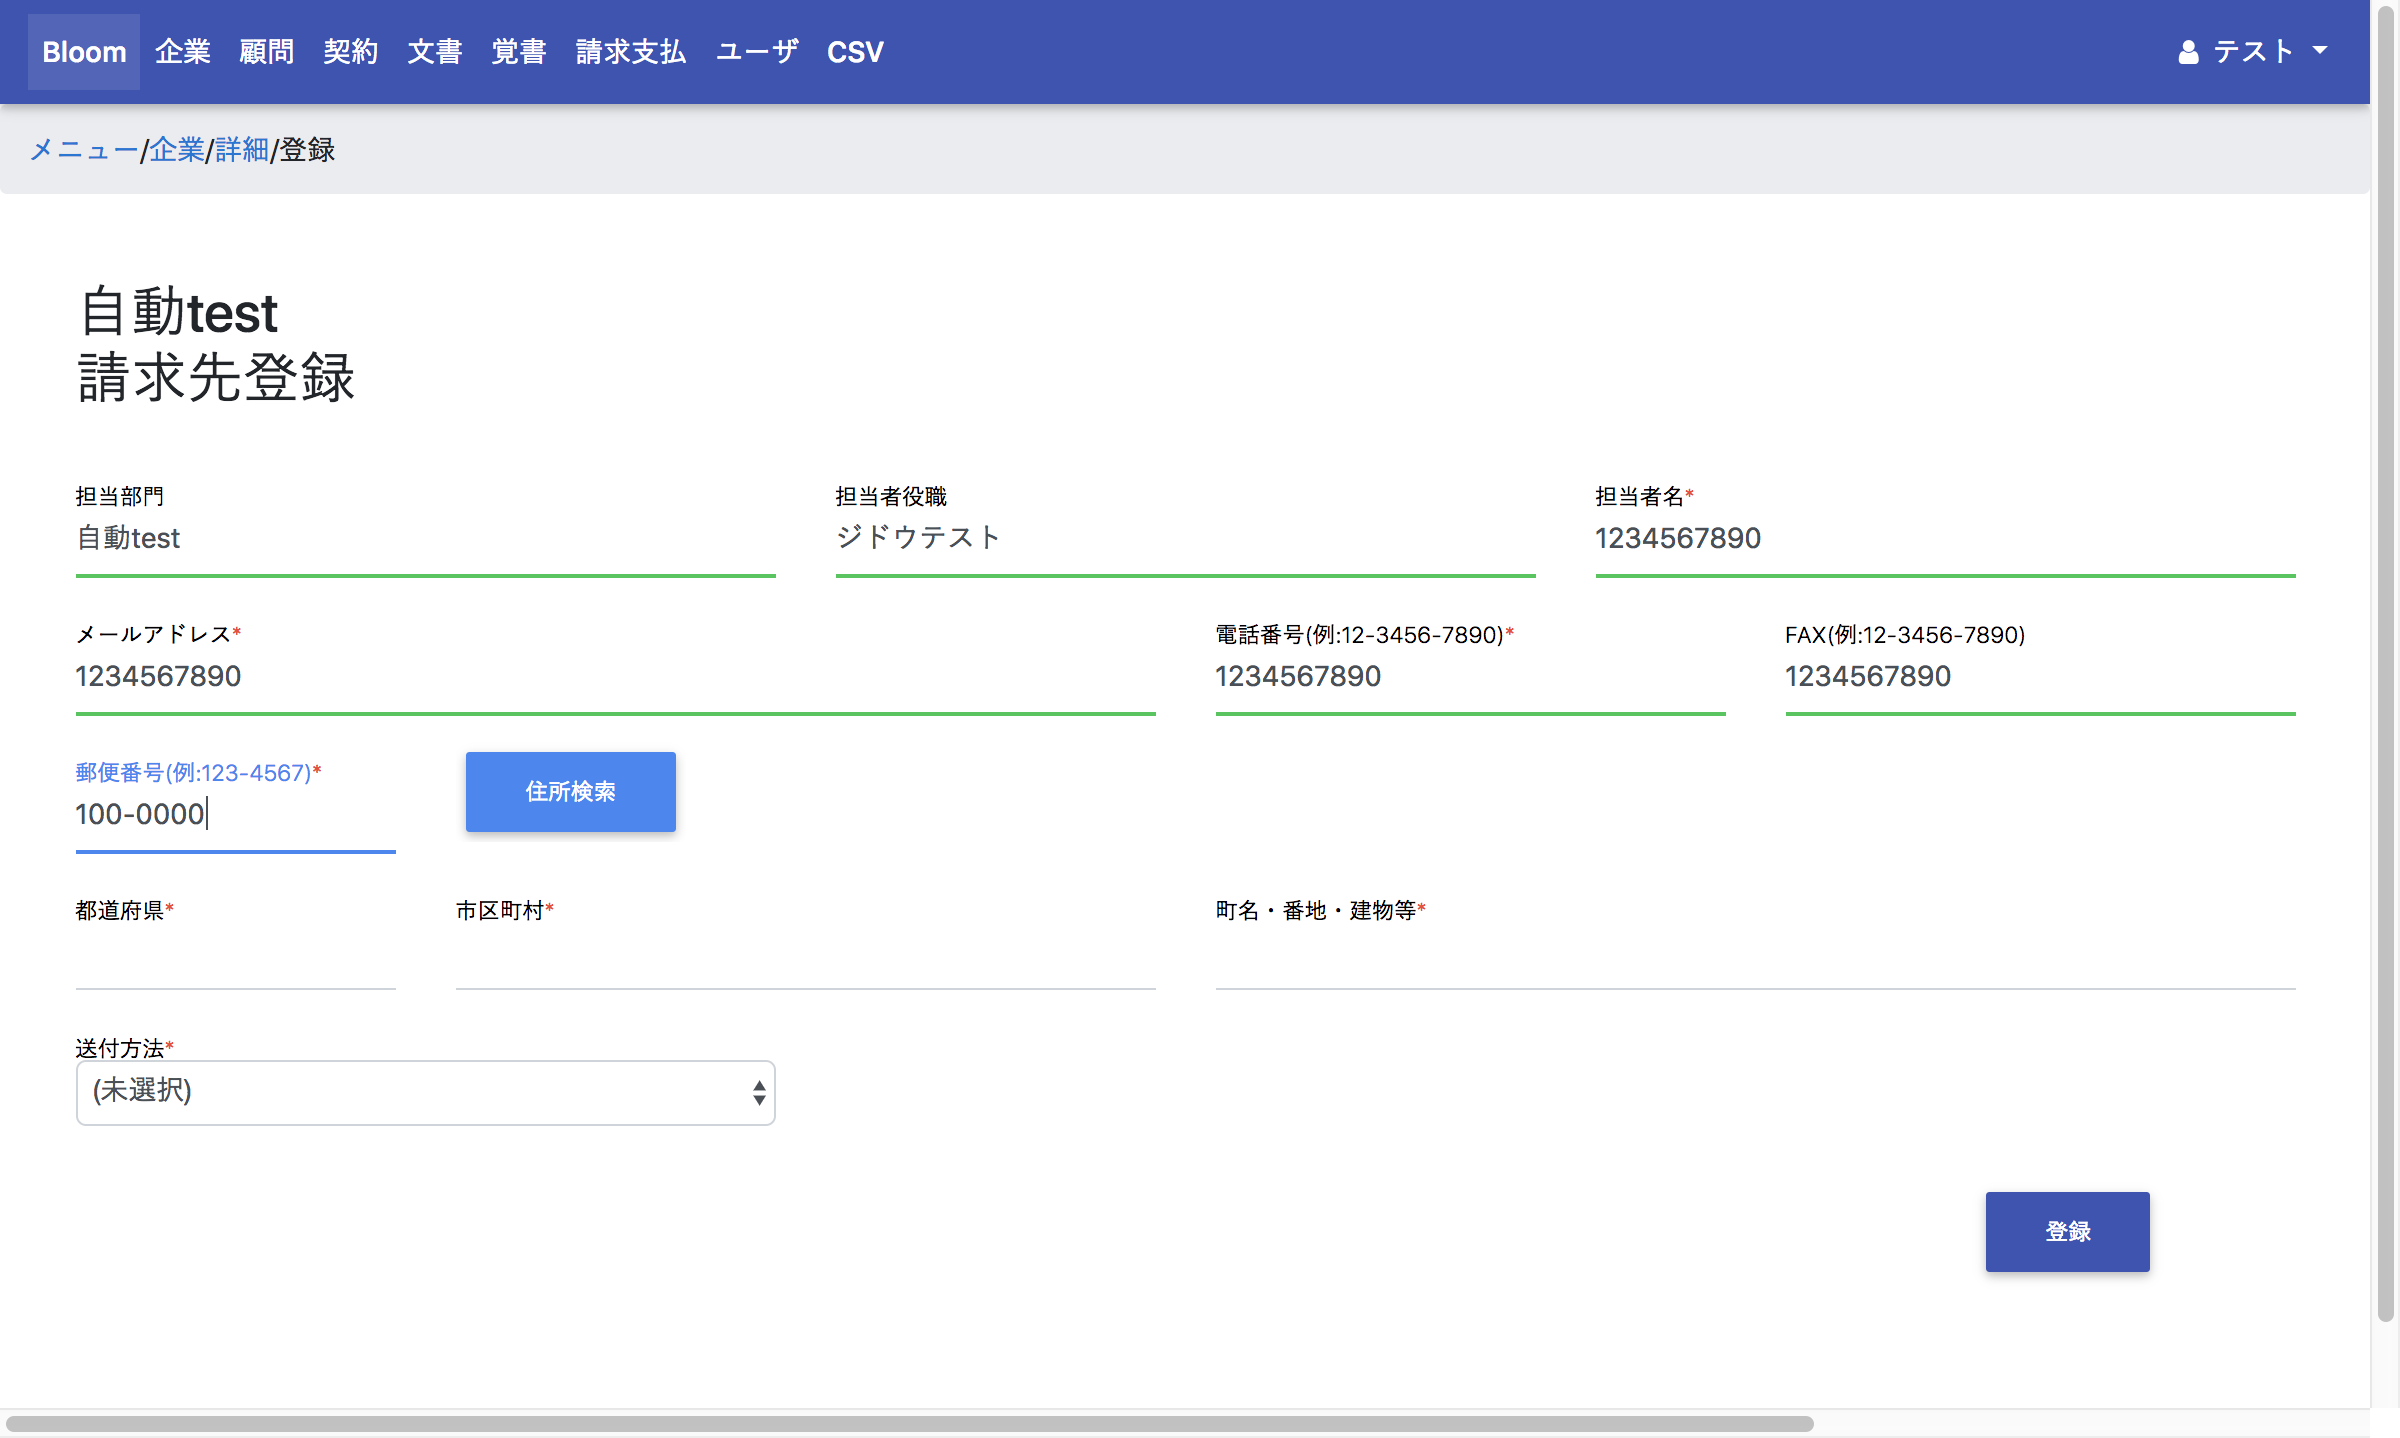 Bloom 企業 顧問 契約 文書 覚書 請求支払 ユーザ CSV テスト
メニュー/企業/詳細/登録
自動test
請求先登録
担当部門 担当者役職 担当者名*
自動test ジドウテスト 1234567890
メールアドレス* 電話番号(例:12-3456-7890)* FAX(例:12-3456-7890)
1234567890 1234567890 1234567890
郵便番号(例:123-4567)* 住所検索
100-0000
都道府県* 市区町村* 町名・番地・建物等*
送付方法*
(未選択)
登録